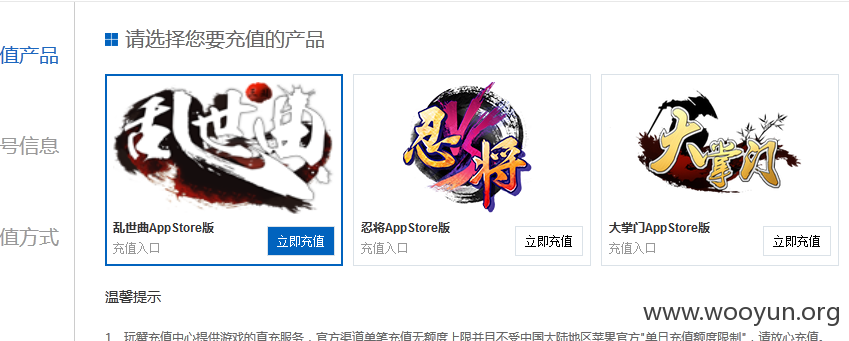 请选择您要充值的产品
值产品
号信息
值方式
乱世曲
忍将
大掌门
乱世曲AppStore版
充值入口
立即充值
忍将AppStore版
充值入口
立即充值
大掌门AppStore版
充值入口
立即充值
温馨提示
www.wooyun.org
1、玩蟹充值中心提供游戏的直充服务，官方渠道单笔充值无额度上限并且不受中国大陆地区苹果官方"单日充值额度限制"，请放心充值。